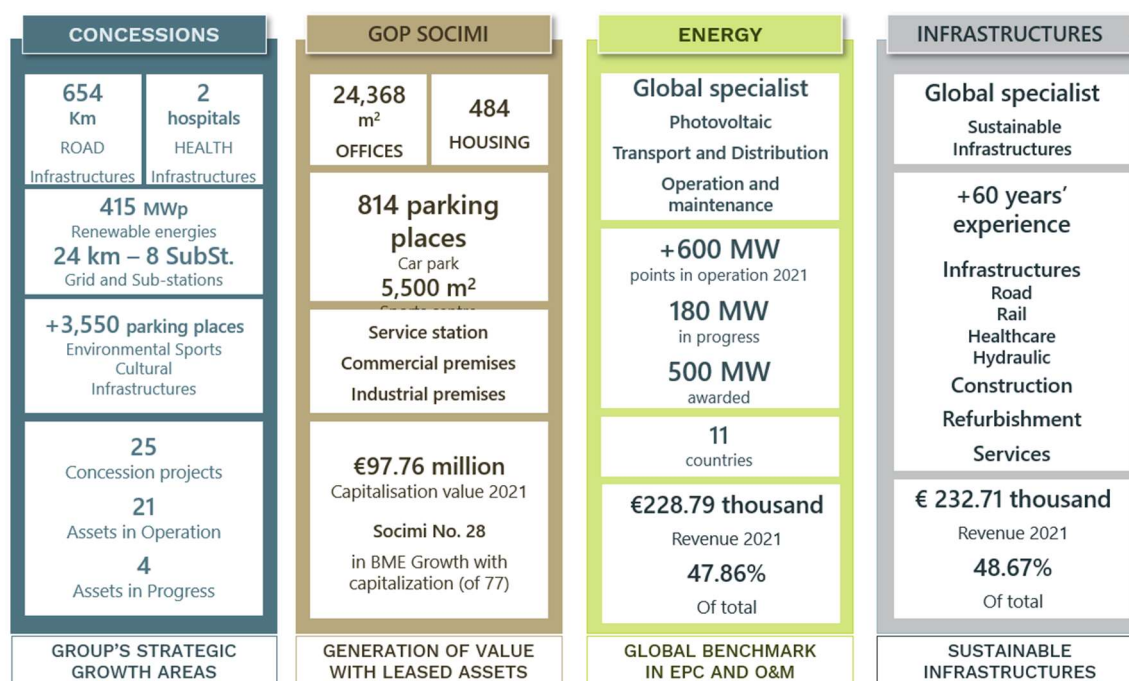 CONCESSIONS
654
Km
ROAD
Infrastructures
2
hospitals
HEALTH
Infrastructures
415 MWp
Renewable energies
24 km – 8 SubSt.
Grid and Sub-stations
+3,550 parking places
Environmental Sports
Cultural
Infrastructures
25
Concession projects
21
Assets in Operation
4
Assets in Progress
GROUP'S STRATEGIC
GROWTH AREAS
GOP SOCIMI
24,368
m²
OFFICES
484
HOUSING
814 parking
places
Car park
5,500 m²
Sports centre
Service station
Commercial premises
Industrial premises
€97.76 million
Capitalisation value 2021
Socimi No. 28
in BME Growth with
capitalization (of 77)
GENERATION OF VALUE
WITH LEASED ASSETS
ENERGY
Global specialist
Photovoltaic
Transport and Distribution
Operation and
maintenance
+600 MW
points in operation 2021
180 MW
in progress
500 MW
awarded
11
countries
€228.79 thousand
Revenue 2021
47.86%
Of total
GLOBAL BENCHMARK
IN EPC AND O&M
INFRASTRUCTURES
Global specialist
Sustainable
Infrastructures
+60 years'
experience
Infrastructures
Road
Rail
Healthcare
Hydraulic
Construction
Refurbishment
Services
€ 232.71 thousand
Revenue 2021
48.67%
Of total
SUSTAINABLE
INFRASTRUCTURES